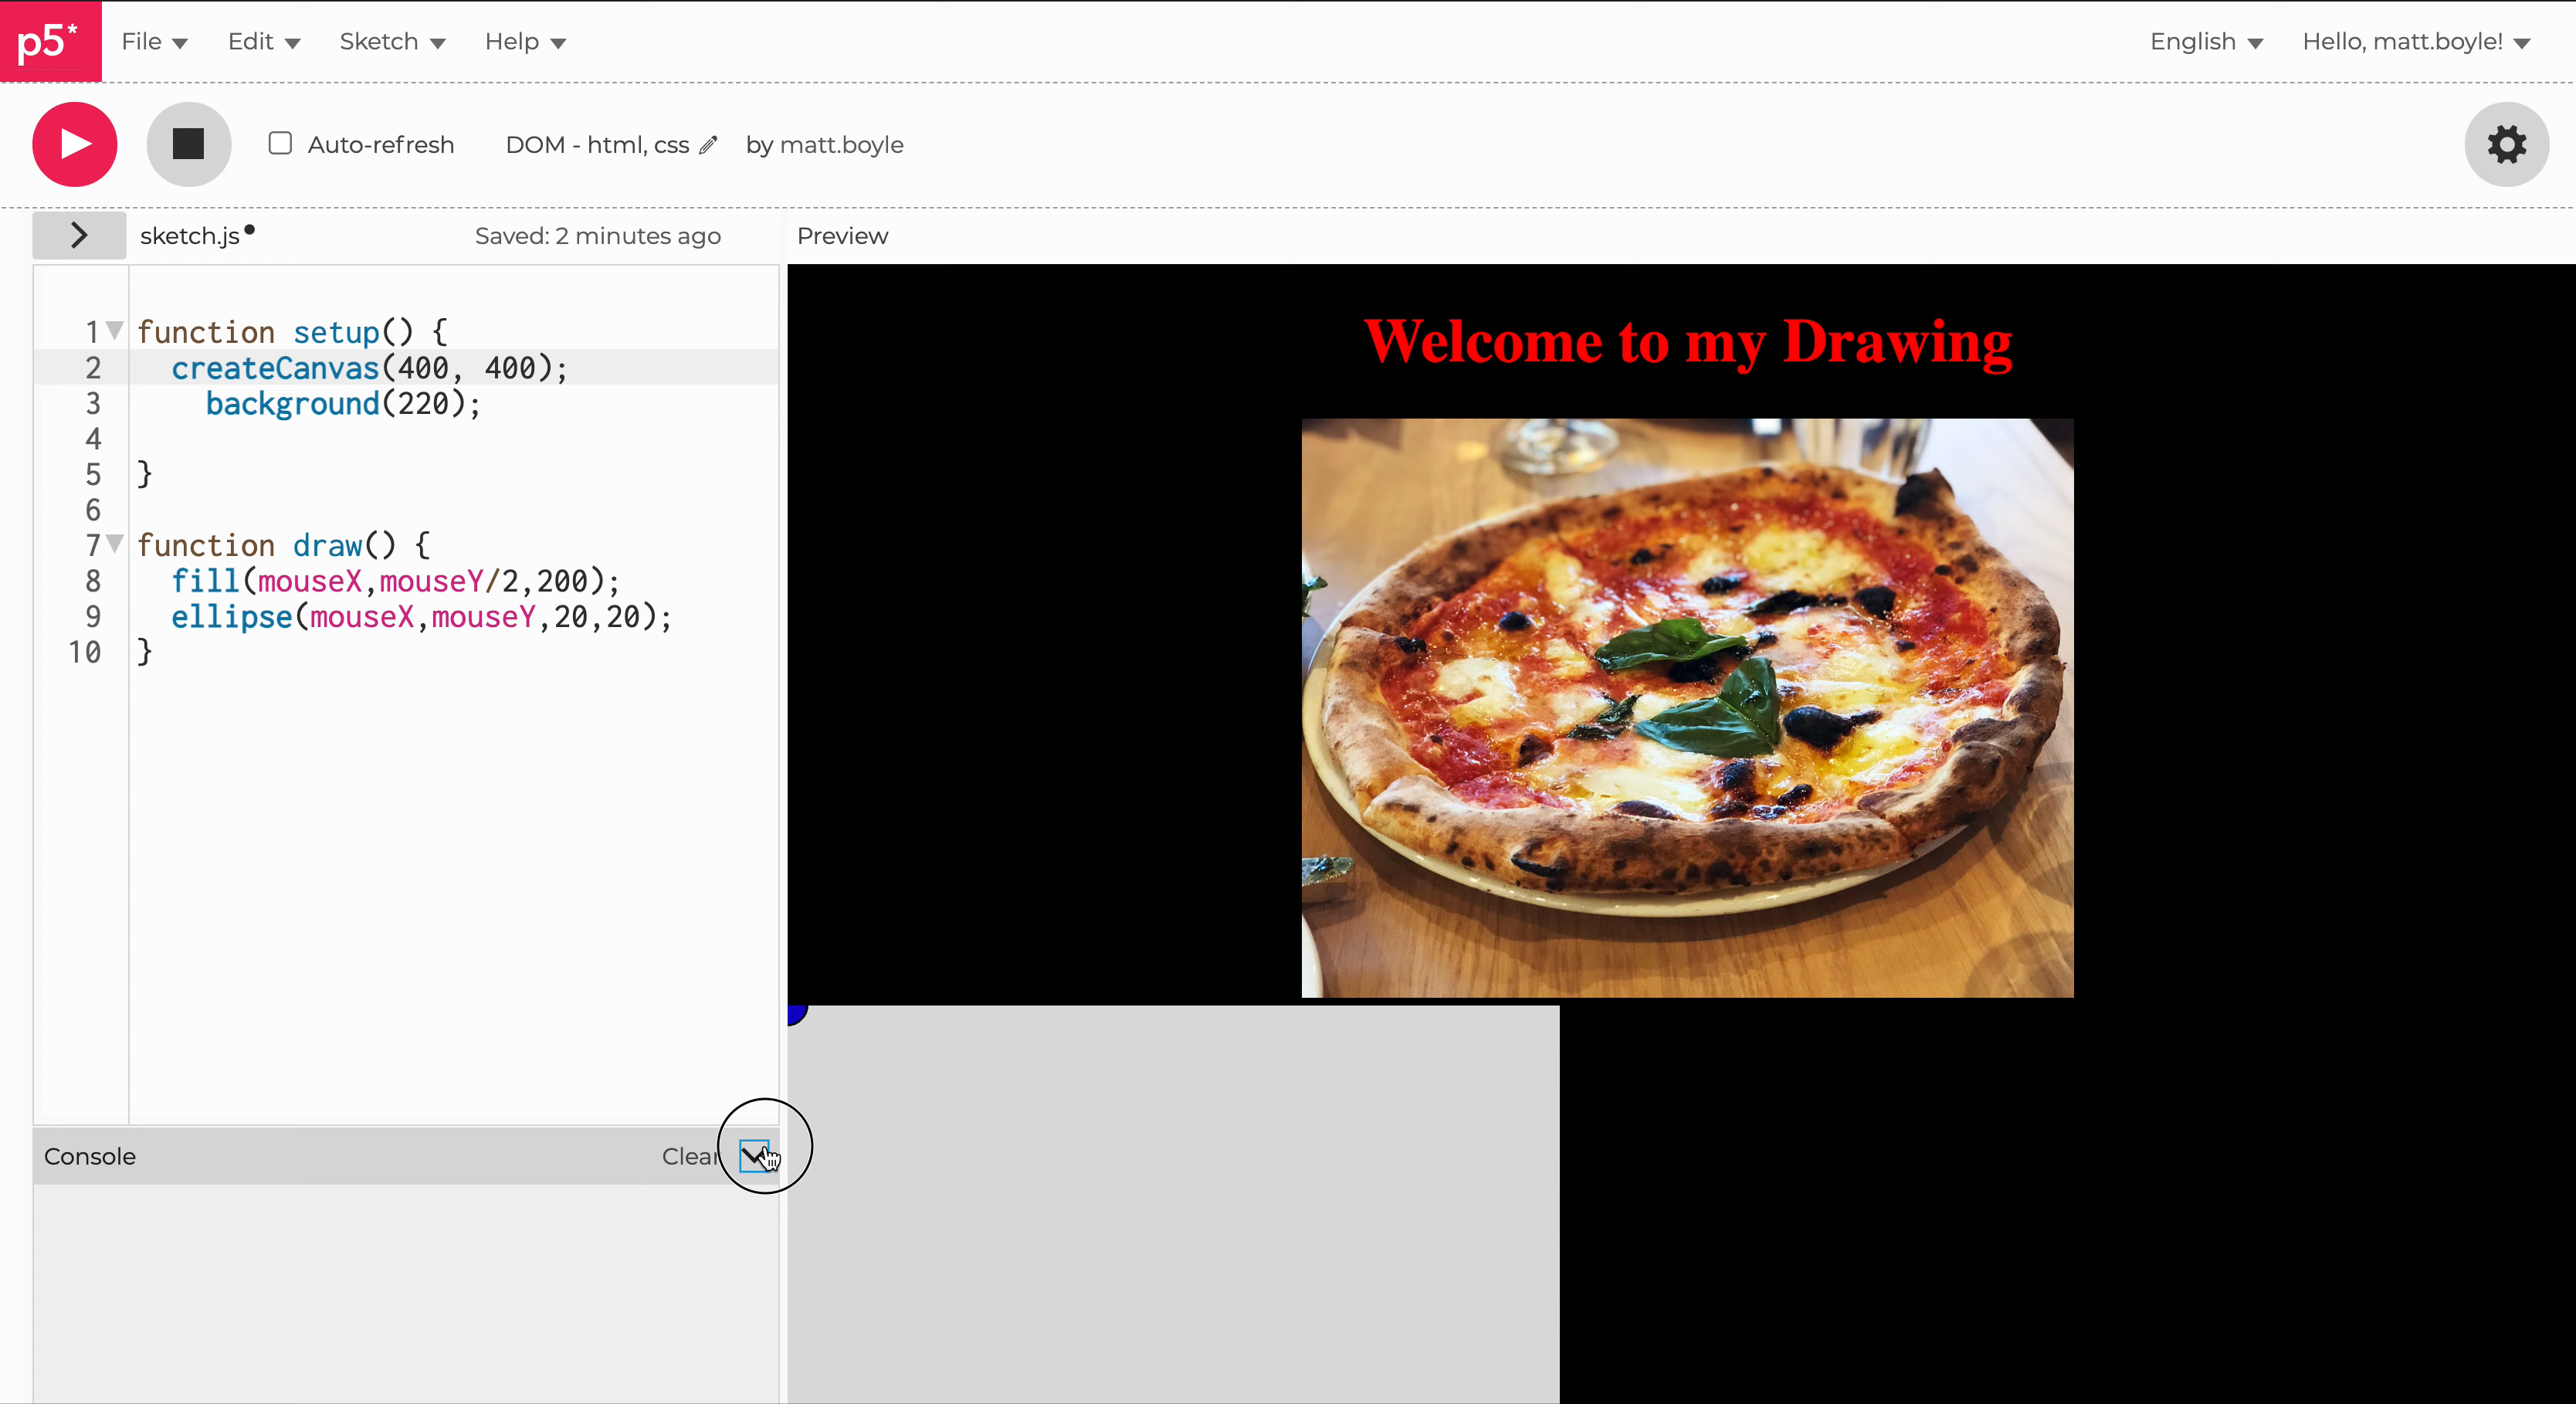 p5* File Edit Sketch Help English Hello, matt.boyle!
Auto-refresh DOM - html, css by matt.boyle
sketch.js Saved: 2 minutes ago Preview
1 function setup() {
2 createCanvas(400, 400);
3 background(220);
4
5 }
6
7 function draw() {
8 fill(mouseX,mouseY/2,200);
9 ellipse(mouseX,mouseY,20,20);
10 }
Welcome to my Drawing
Console Clear